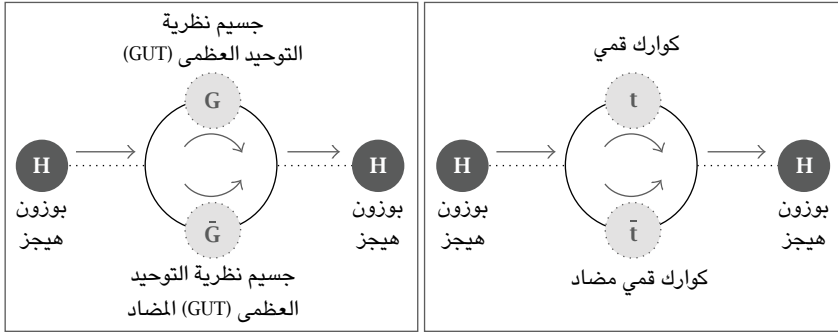 كوارك قمي
t
H
H
بوزون
هيجز
بوزون
هيجز
t̄
كوارك قمي مضاد
جسيم نظرية
التوحيد العظمى (GUT)
G
H
H
بوزون
هيجز
بوزون
هيجز
Ḡ
جسيم نظرية التوحيد
العظمى (GUT) المضاد